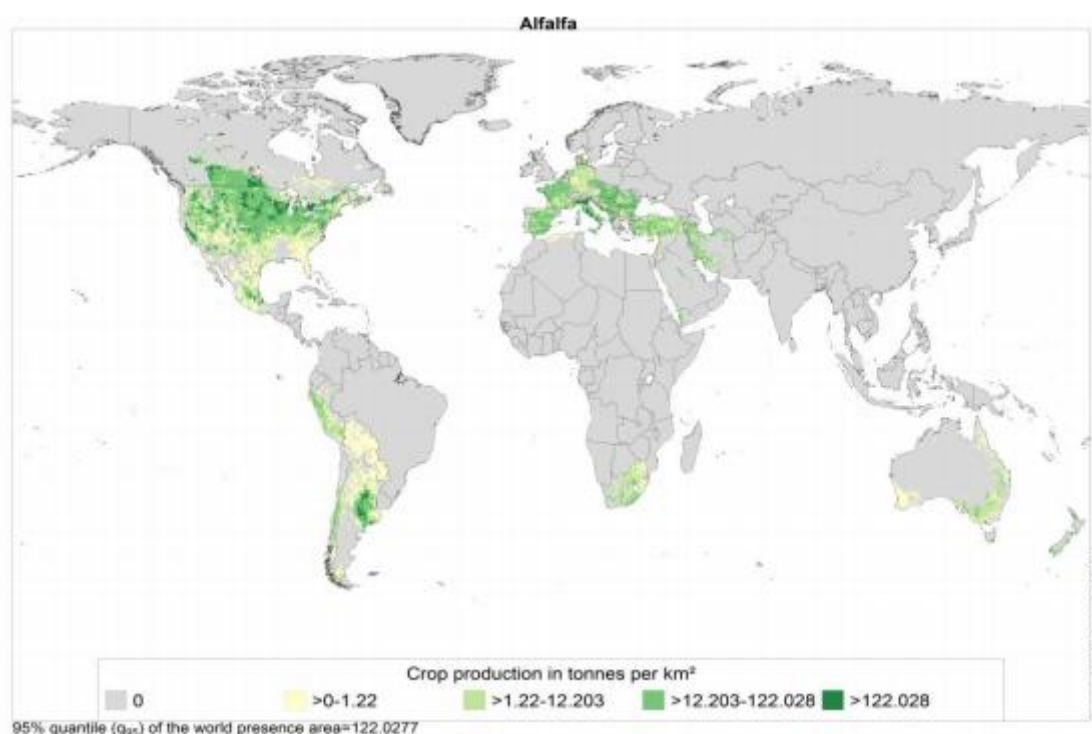 Alfalfa
Crop production in tonnes per km²
0 >0-1.22 >1.22-12.203 >12.203-122.028 >122.028
95% quantile (q₉₅) of the world presence area=122.0277